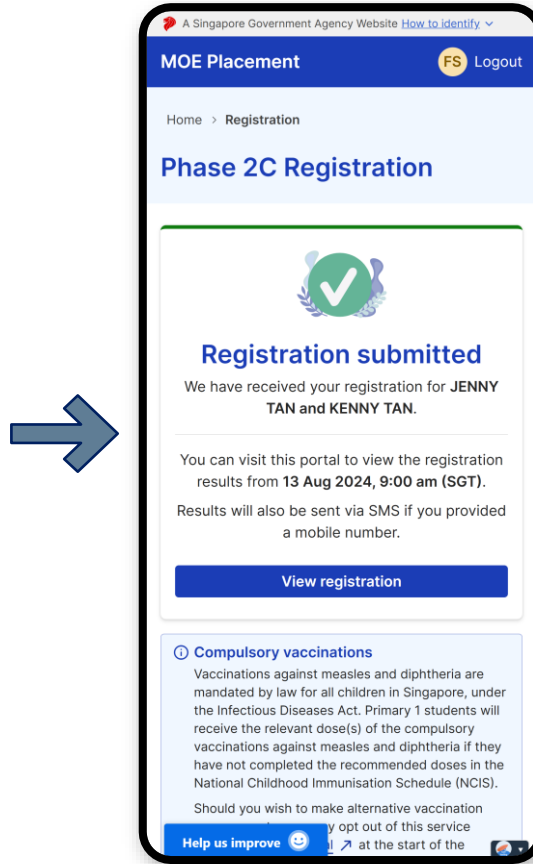 A Singapore Government Agency Website How to identify
MOE Placement
FS Logout
Home > Registration
Phase 2C Registration
Registration submitted
We have received your registration for JENNY
TAN and KENNY TAN.
You can visit this portal to view the registration
results from 13 Aug 2024, 9:00 am (SGT).
Results will also be sent via SMS if you provided
a mobile number.
View registration
Compulsory vaccinations
Vaccinations against measles and diphtheria are
mandated by law for all children in Singapore, under
the Infectious Diseases Act. Primary 1 students will
receive the relevant dose(s) of the compulsory
vaccinations against measles and diphtheria if they
have not completed the recommended doses in the
National Childhood Immunisation Schedule (NCIS).
Should you wish to make alternative vaccination
opt out of this service
at the start of the
Help us improve